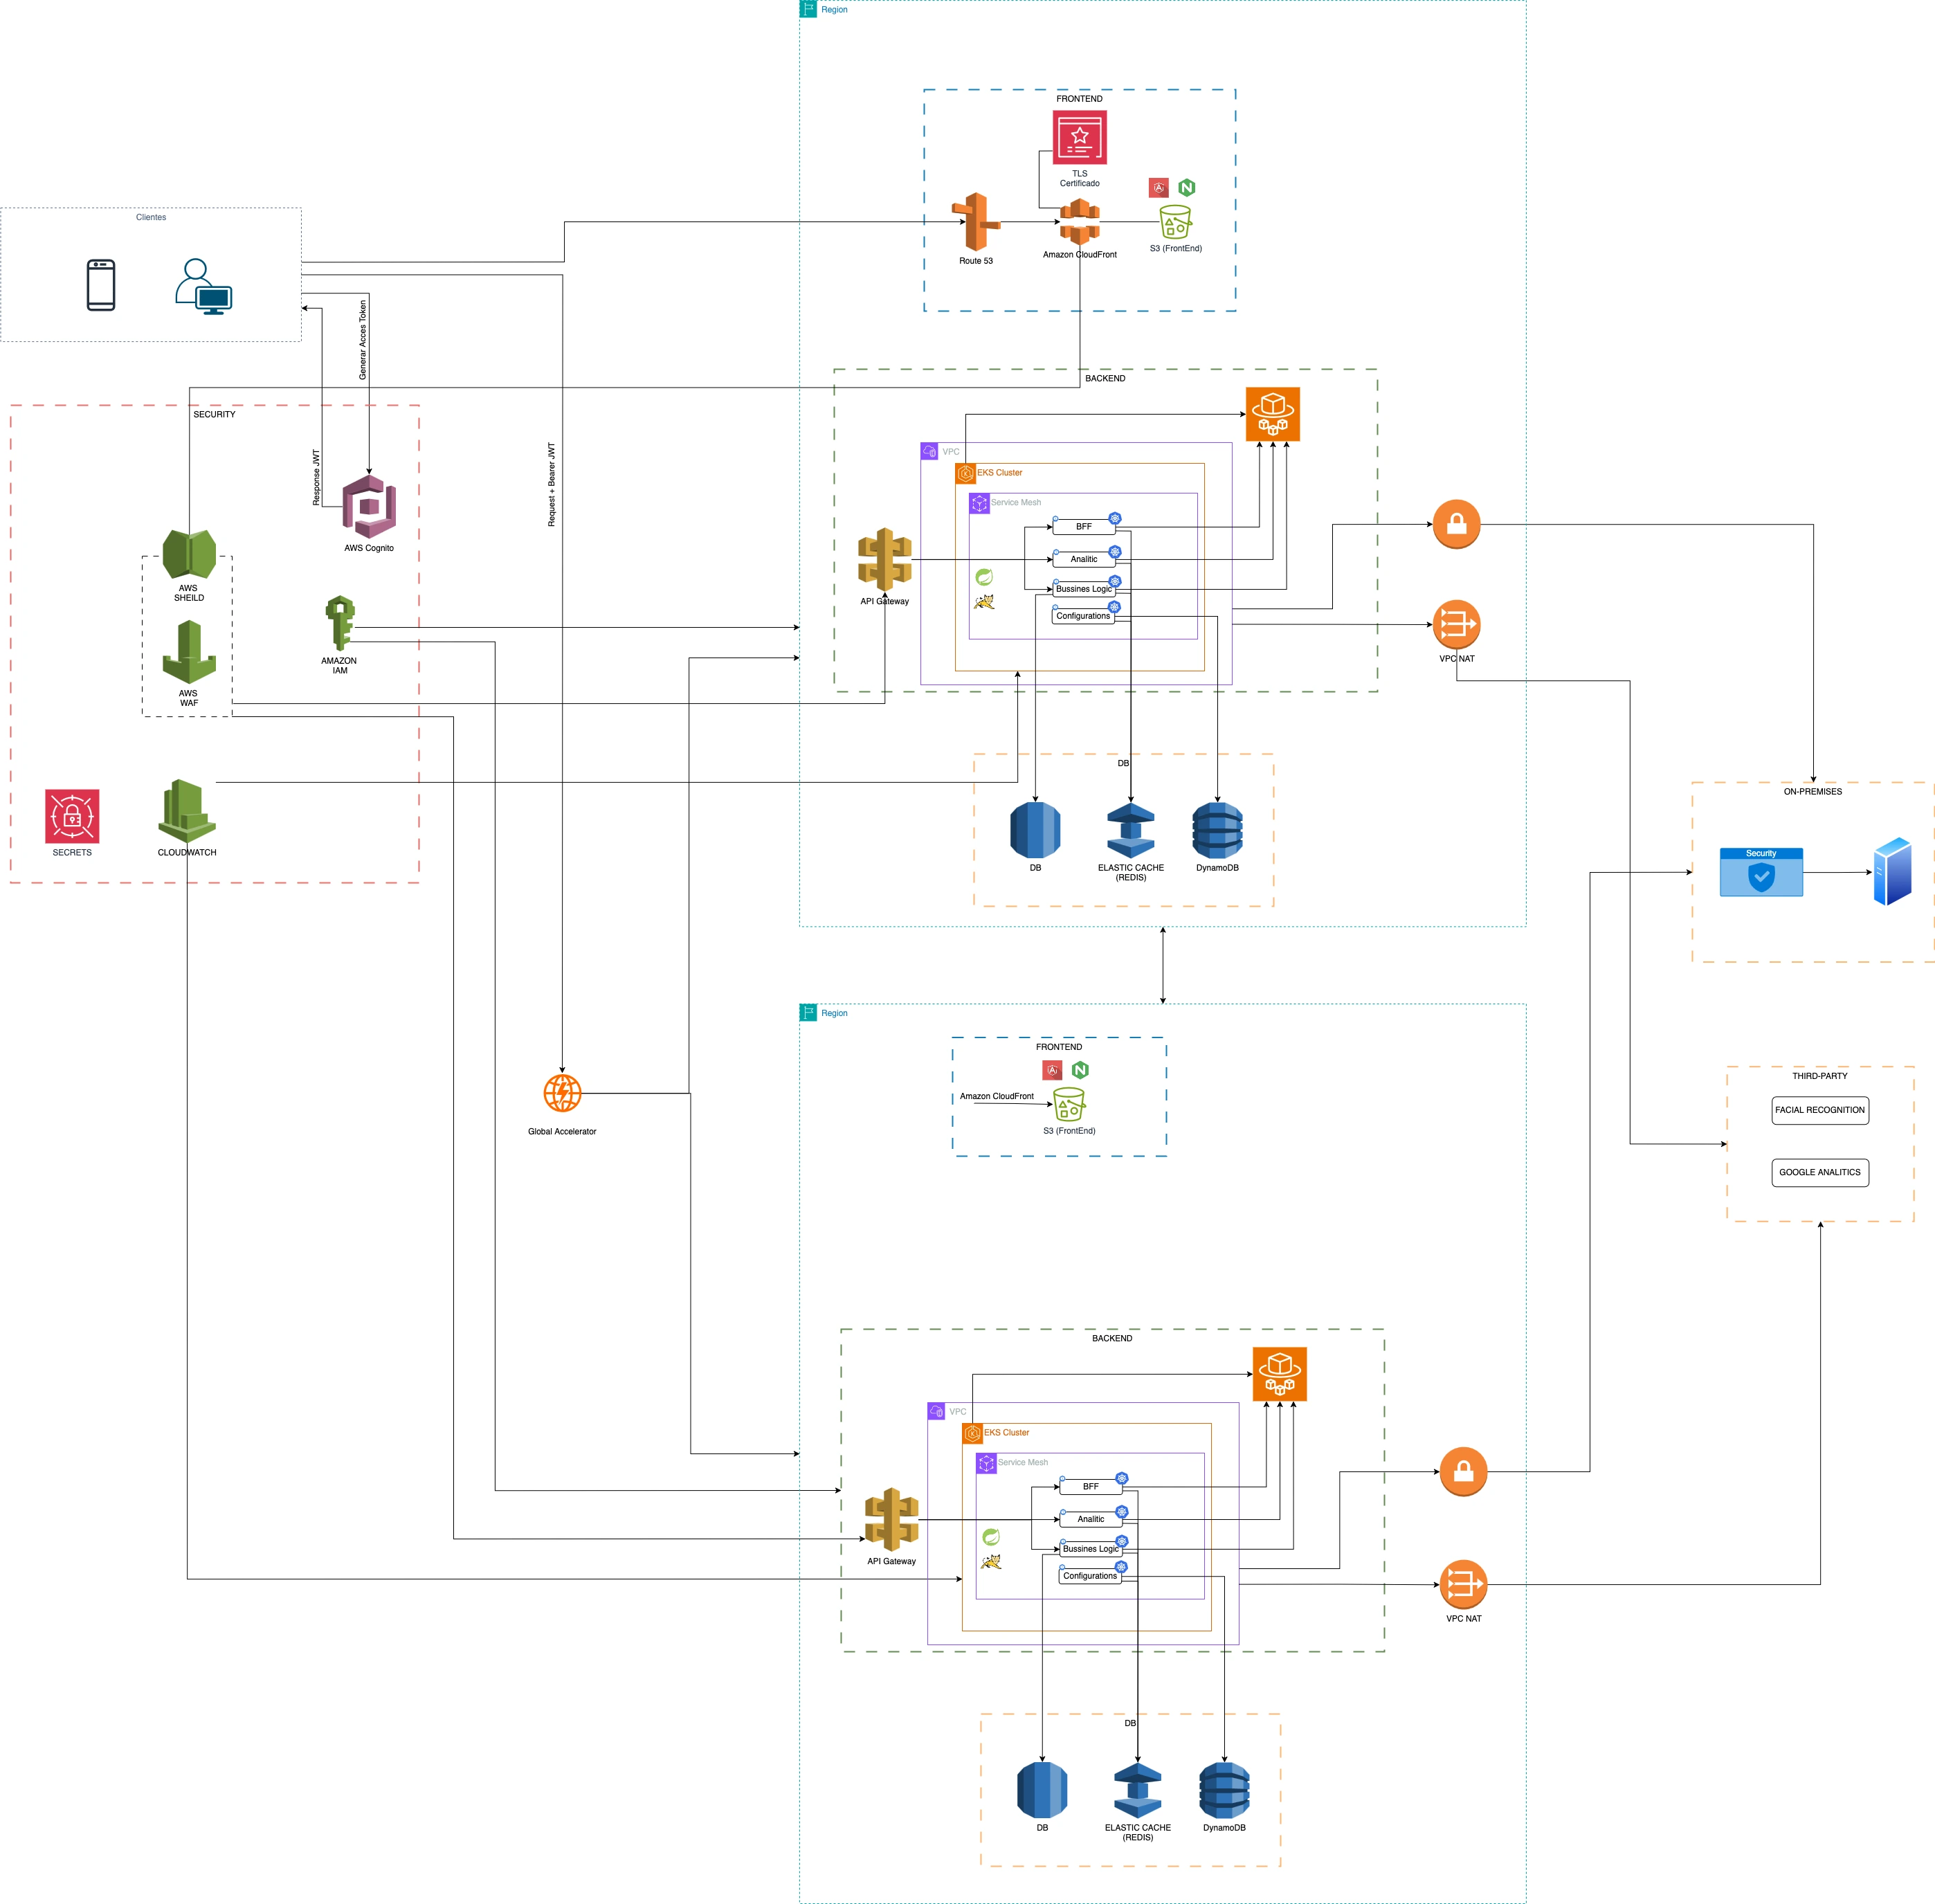 Region
FRONTEND
TLS
Certificado
Route 53
Amazon CloudFront
S3 (FrontEnd)
Clientes
Generar Acces Token
Response JWT
Request + Bearer JWT
SECURITY
AWS Cognito
AWS
SHEILD
AMAZON
IAM
AWS
WAF
SECRETS
CLOUDWATCH
BACKEND
VPC
EKS Cluster
Service Mesh
BFF
Analitic
Bussines Logic
Configurations
API Gateway
VPC NAT
DB
DB
ELASTIC CACHE
(REDIS)
DynamoDB
ON-PREMISES
Security
Global Accelerator
Region
FRONTEND
Amazon CloudFront
S3 (FrontEnd)
THIRD-PARTY
FACIAL RECOGNITION
GOOGLE ANALITICS
BACKEND
VPC
EKS Cluster
Service Mesh
BFF
Analitic
Bussines Logic
Configurations
API Gateway
VPC NAT
DB
DB
ELASTIC CACHE
(REDIS)
DynamoDB